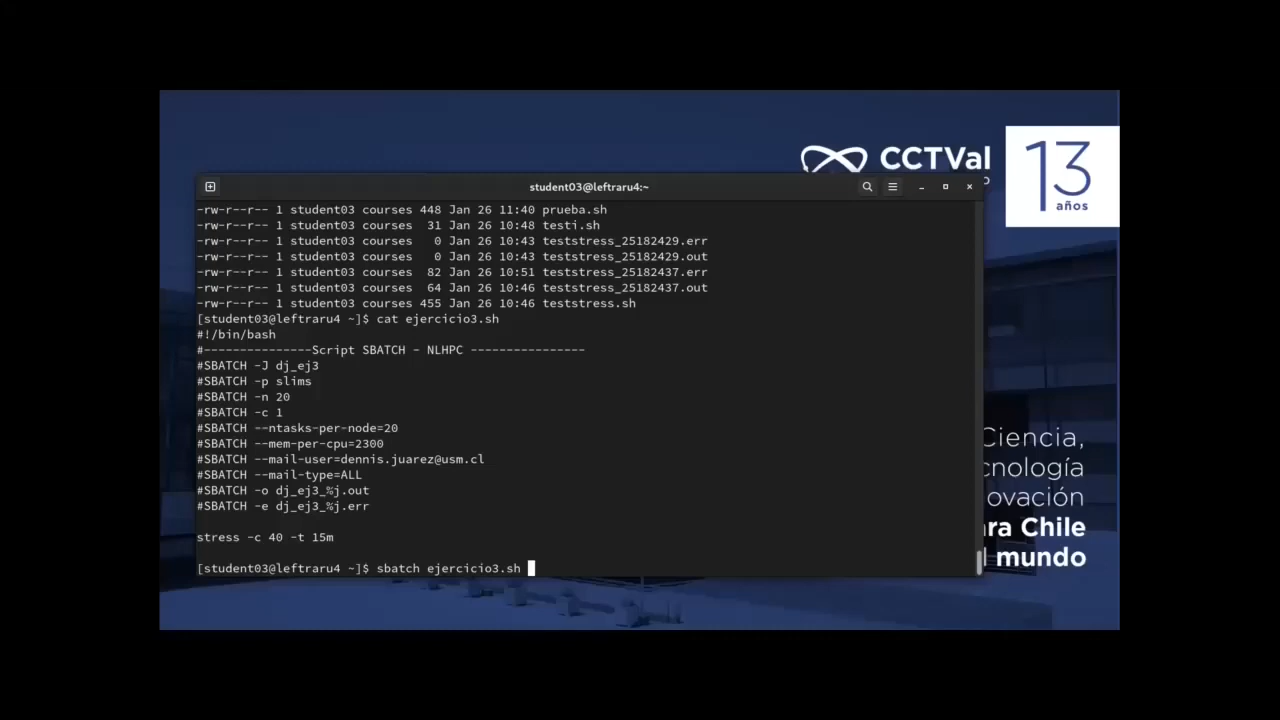 CCTVal
13
años
student03@leftraru4:~
-rw-r--r-- 1 student03 courses 448 Jan 26 11:40 prueba.sh
-rw-r--r-- 1 student03 courses  31 Jan 26 10:48 testi.sh
-rw-r--r-- 1 student03 courses   0 Jan 26 10:43 teststress_25182429.err
-rw-r--r-- 1 student03 courses   0 Jan 26 10:43 teststress_25182429.out
-rw-r--r-- 1 student03 courses  82 Jan 26 10:51 teststress_25182437.err
-rw-r--r-- 1 student03 courses  64 Jan 26 10:46 teststress_25182437.out
-rw-r--r-- 1 student03 courses 455 Jan 26 10:46 teststress.sh
[student03@leftraru4 ~]$ cat ejercicio3.sh
#!/bin/bash
#---------------Script SBATCH - NLHPC ----------------
#SBATCH -J dj_ej3
#SBATCH -p slims
#SBATCH -n 20
#SBATCH -c 1
#SBATCH --ntasks-per-node=20
#SBATCH --mem-per-cpu=2300
#SBATCH --mail-user=dennis.juarez@usm.cl
#SBATCH --mail-type=ALL
#SBATCH -o dj_ej3_%j.out
#SBATCH -e dj_ej3_%j.err
stress -c 40 -t 15m
[student03@leftraru4 ~]$ sbatch ejercicio3.sh
Ciencia,
cnología
ovación
ra Chile
mundo